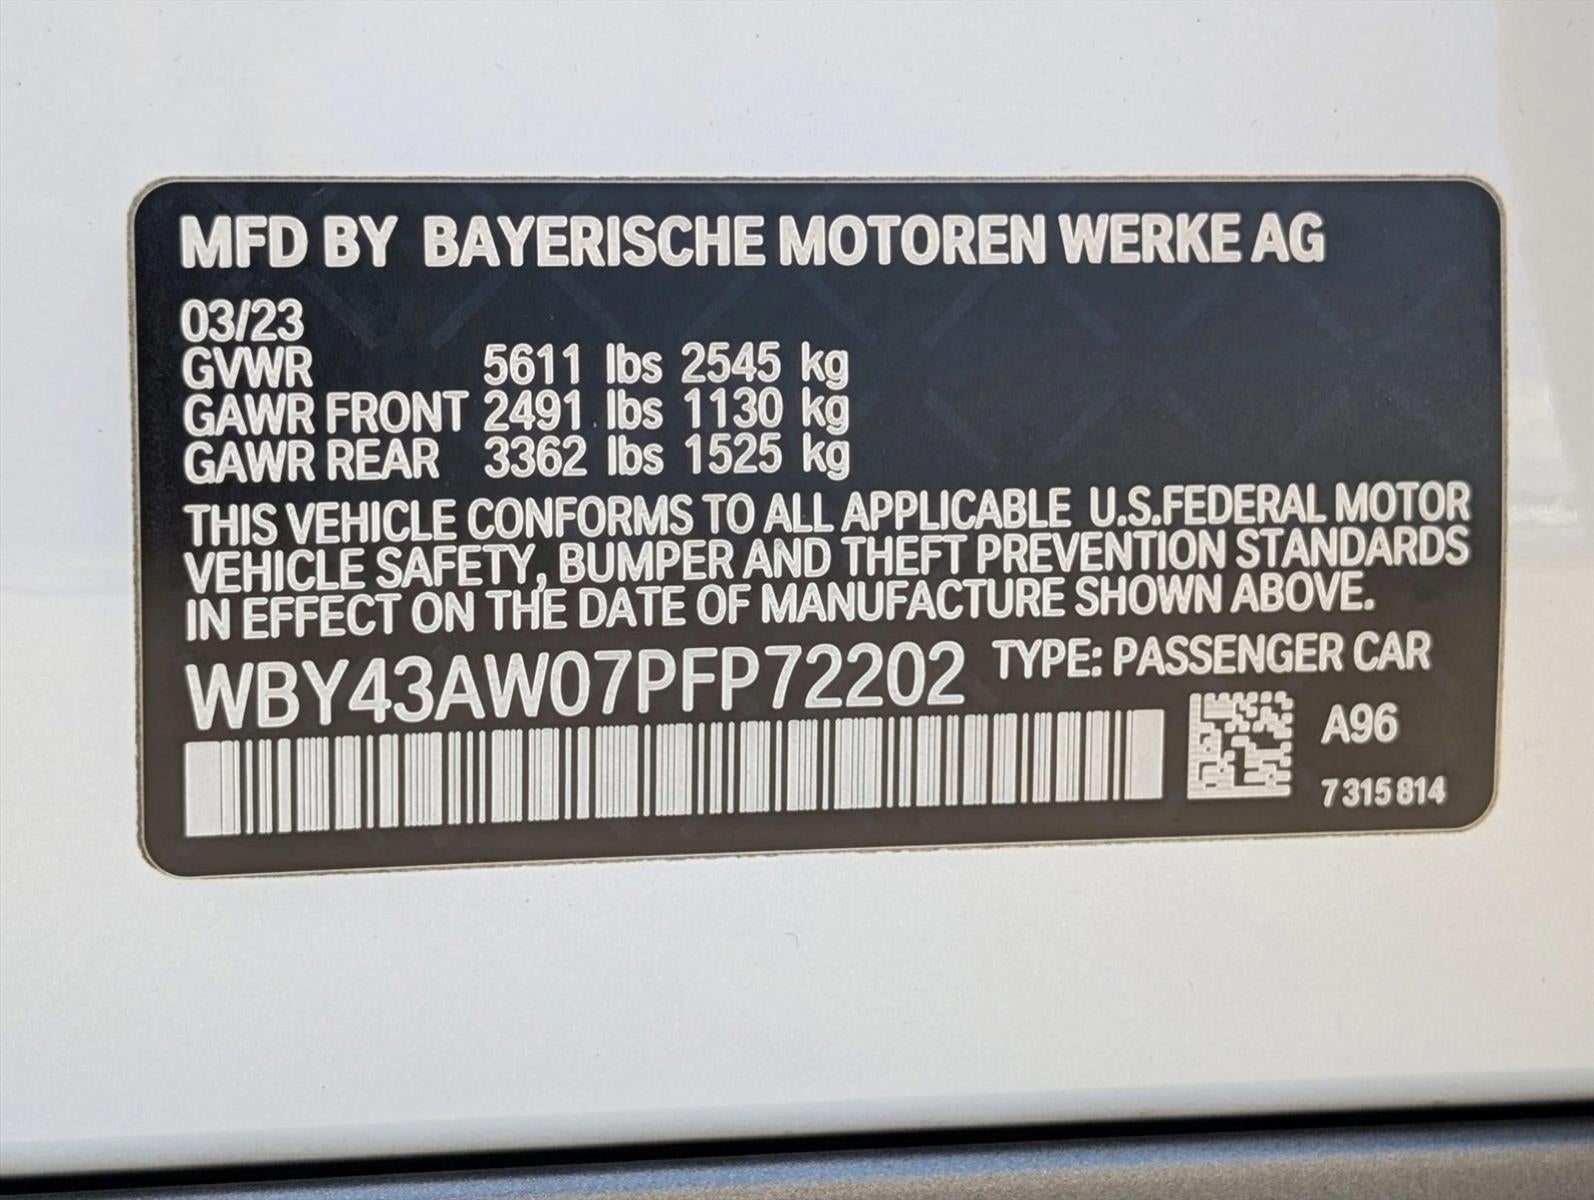 MFD BY BAYERISCHE MOTOREN WERKE AG
03/23
GVWR 5611 lbs 2545 kg
GAWR FRONT 2491 lbs 1130 kg
GAWR REAR 3362 lbs 1525 kg
THIS VEHICLE CONFORMS TO ALL APPLICABLE U.S.FEDERAL MOTOR
VEHICLE SAFETY, BUMPER AND THEFT PREVENTION STANDARDS
IN EFFECT ON THE DATE OF MANUFACTURE SHOWN ABOVE.
WBY43AW07PFP72202 TYPE: PASSENGER CAR
A96
7 315 814